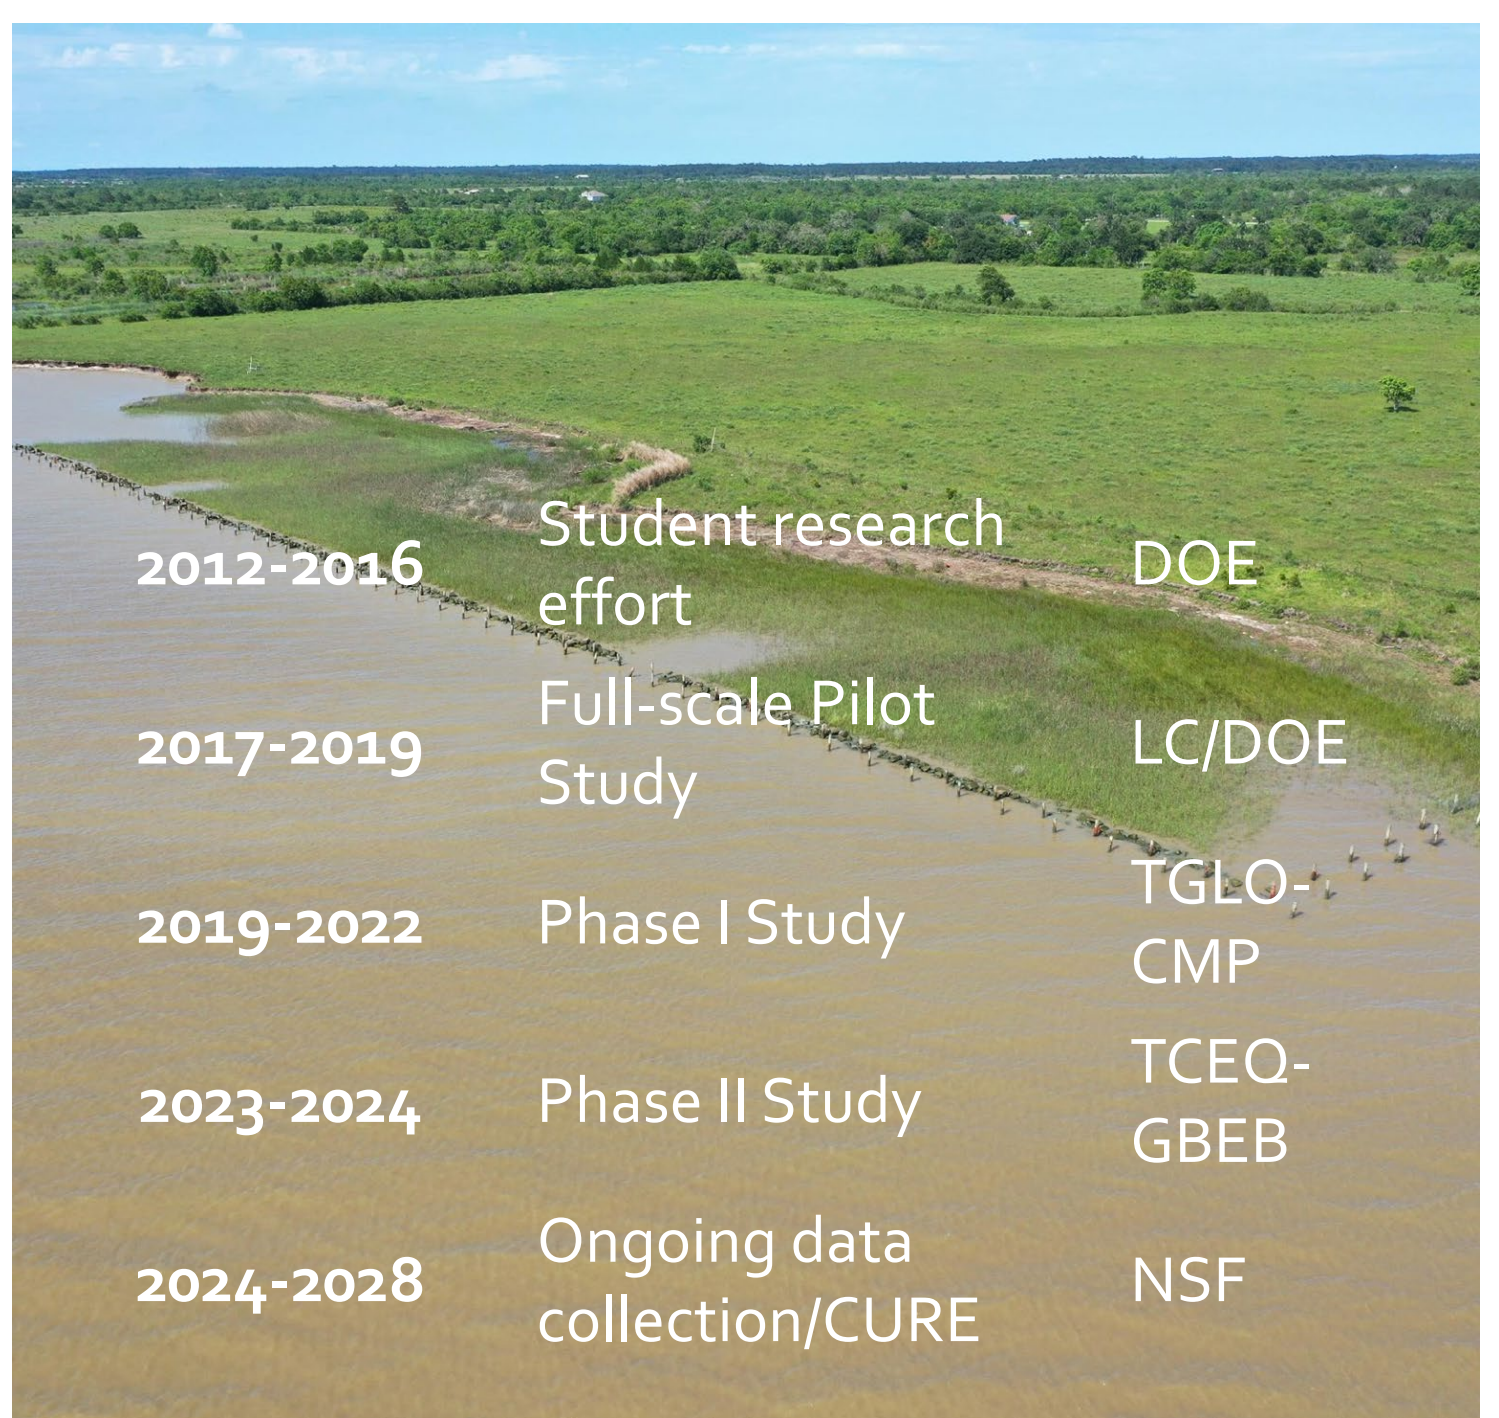 2012-2016
Student research
effort
DOE
2017-2019
Full-scale Pilot
Study
LC/DOE
2019-2022
Phase I Study
TGLO-
CMP
2023-2024
Phase II Study
TCEQ-
GBEB
2024-2028
Ongoing data
collection/CURE
NSF